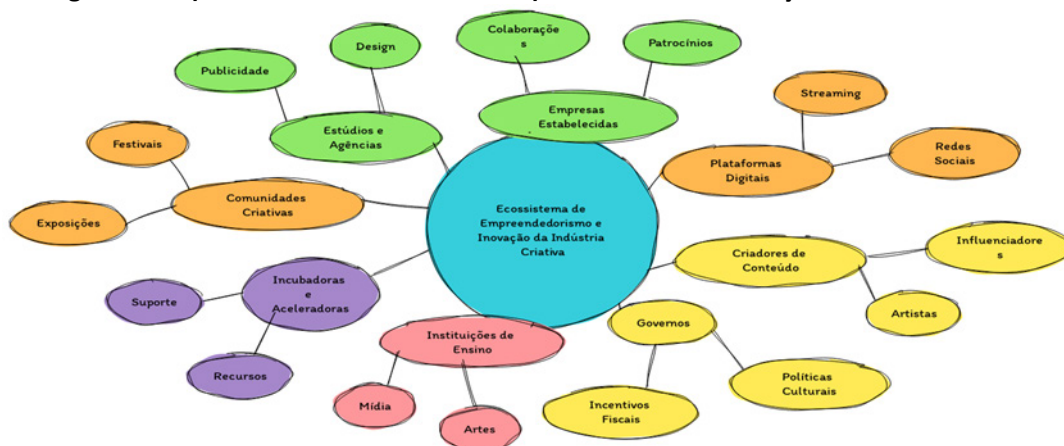 Colaboraçõe
s
Patrocínios
Design
Publicidade
Empresas
Estabelecidas
Estúdios e
Agências
Streaming
Redes
Sociais
Plataformas
Digitais
Festivais
Comunidades
Criativas
Exposições
Ecossistema de
Empreendedorismo e
Inovação da Indústria
Criativa
Influenciadore
s
Criadores de
Conteúdo
Artistas
Incubadoras
e
Aceleradoras
Suporte
Recursos
Instituições de
Ensino
Mídia
Artes
Governos
Incentivos
Fiscais
Políticas
Culturais